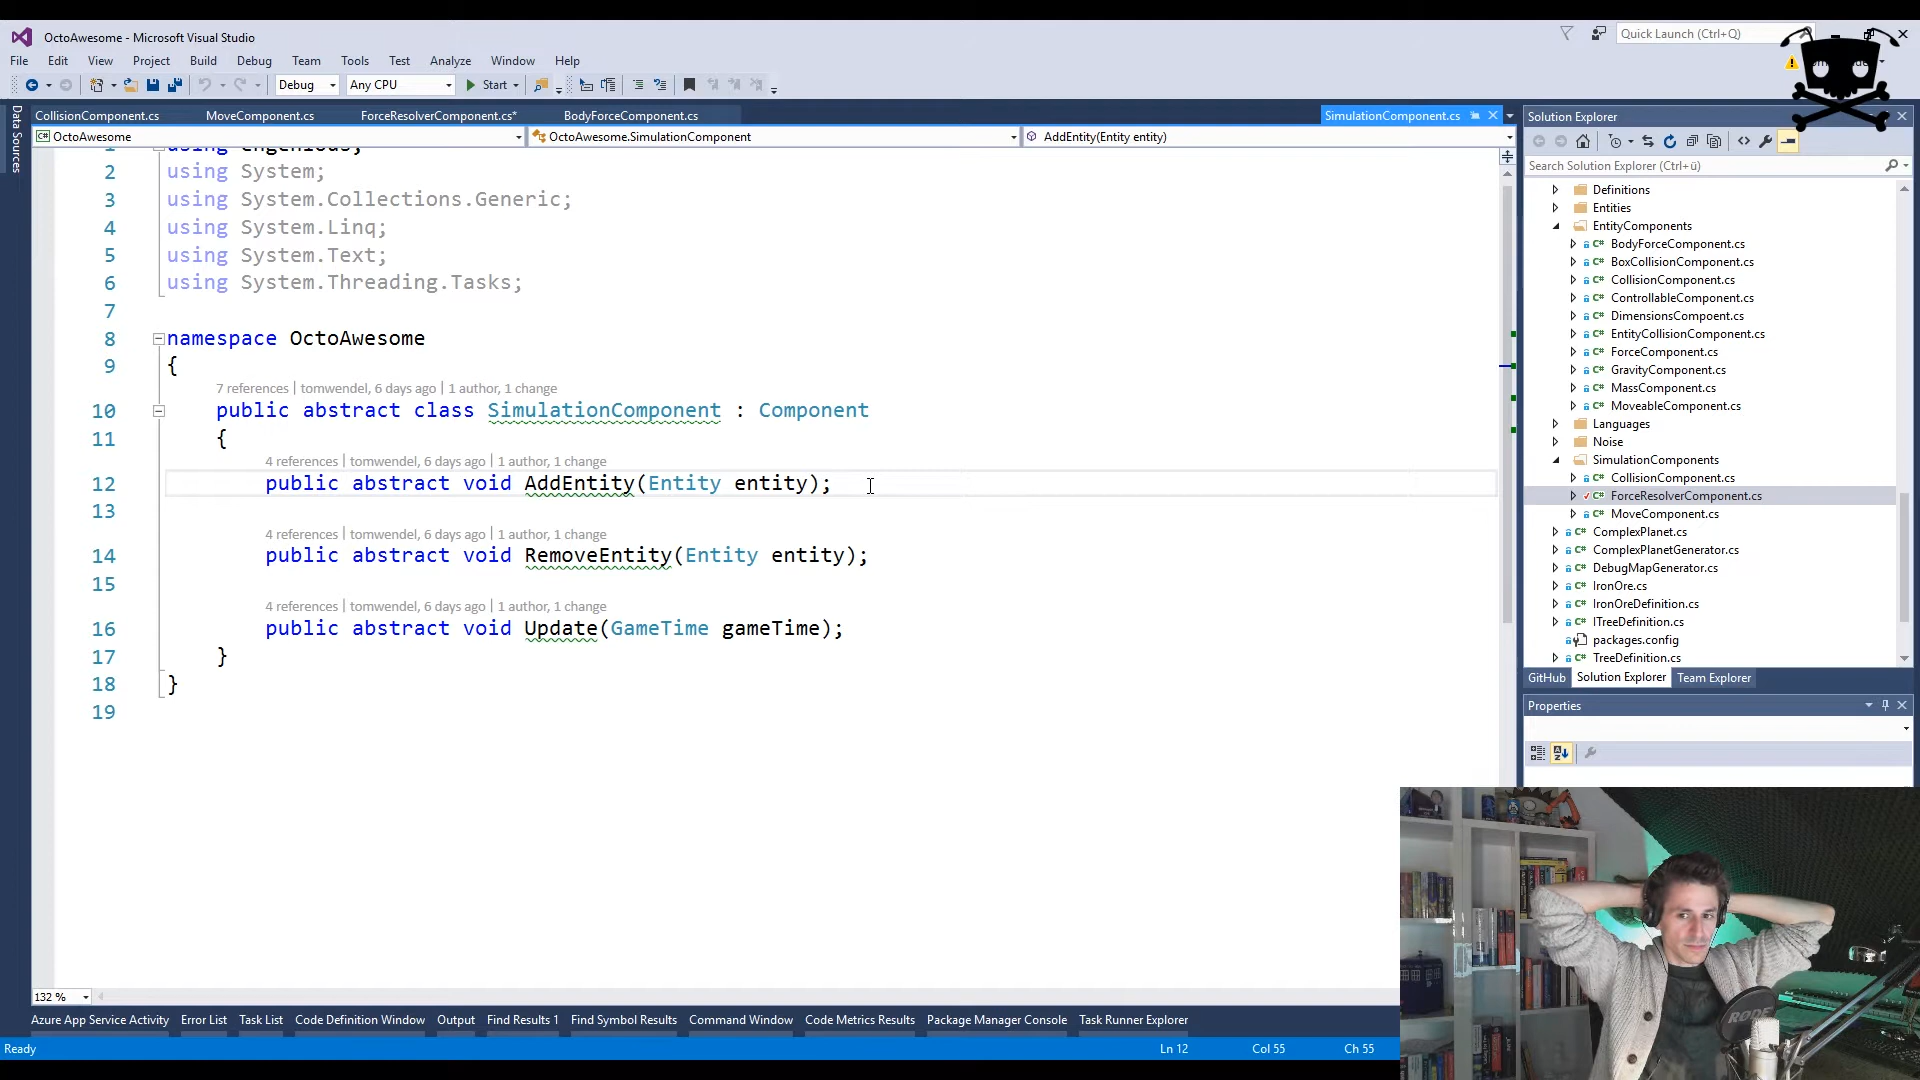 OctoAwesome - Microsoft Visual Studio
Quick Launch (Ctrl+Q)
File Edit View Project Build Debug Team Tools Test Analyze Window Help
Debug Any CPU Start
Data Sources
CollisionComponent.cs MoveComponent.cs ForceResolverComponent.cs* BodyForceComponent.cs SimulationComponent.cs
OctoAwesome OctoAwesome.SimulationComponent AddEntity(Entity entity)
1 using engenious;
2 using System;
3 using System.Collections.Generic;
4 using System.Linq;
5 using System.Text;
6 using System.Threading.Tasks;
7
8 namespace OctoAwesome
9 {
7 references | tomwendel, 6 days ago | 1 author, 1 change
10 public abstract class SimulationComponent : Component
11 {
4 references | tomwendel, 6 days ago | 1 author, 1 change
12 public abstract void AddEntity(Entity entity);
13
4 references | tomwendel, 6 days ago | 1 author, 1 change
14 public abstract void RemoveEntity(Entity entity);
15
4 references | tomwendel, 6 days ago | 1 author, 1 change
16 public abstract void Update(GameTime gameTime);
17 }
18 }
19
132 %
Solution Explorer
Search Solution Explorer (Ctrl+ü)
Definitions
Entities
EntityComponents
C# BodyForceComponent.cs
C# BoxCollisionComponent.cs
C# CollisionComponent.cs
C# ControllableComponent.cs
C# DimensionsCompoent.cs
C# EntityCollisionComponent.cs
C# ForceComponent.cs
C# GravityComponent.cs
C# MassComponent.cs
C# MoveableComponent.cs
Languages
Noise
SimulationComponents
C# CollisionComponent.cs
C# ForceResolverComponent.cs
C# MoveComponent.cs
C# ComplexPlanet.cs
C# ComplexPlanetGenerator.cs
C# DebugMapGenerator.cs
C# IronOre.cs
C# IronOreDefinition.cs
C# ITreeDefinition.cs
packages.config
C# TreeDefinition.cs
GitHub Solution Explorer Team Explorer
Properties
RODE
Azure App Service Activity Error List Task List Code Definition Window Output Find Results 1 Find Symbol Results Command Window Code Metrics Results Package Manager Console Task Runner Explorer
Ready Ln 12 Col 55 Ch 55